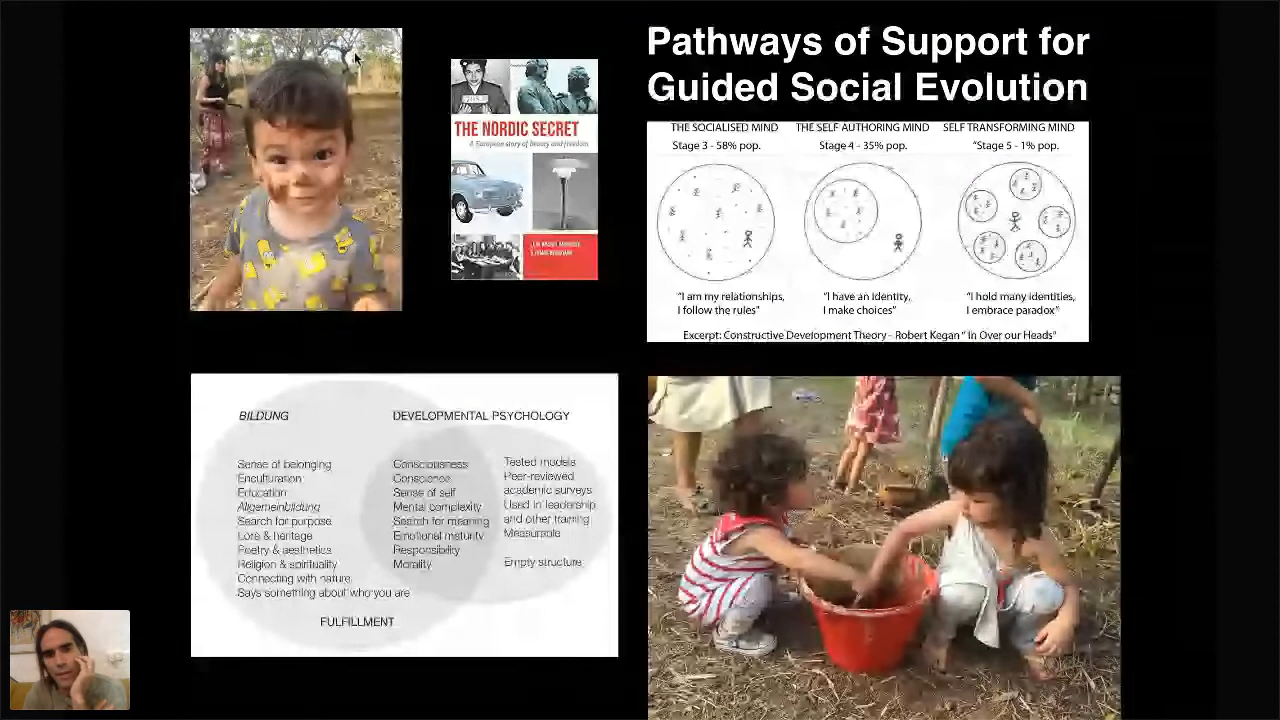 Pathways of Support for
Guided Social Evolution
THE NORDIC SECRET
A European story of beauty and freedom
THE SOCIALISED MIND
Stage 3 - 58% pop.
THE SELF AUTHORING MIND
Stage 4 - 35% pop.
SELF TRANSFORMING MIND
"Stage 5 - 1% pop.
"I am my relationships,
I follow the rules"
"I have an identity,
I make choices"
"I hold many identities,
I embrace paradox"
Excerpt: Constructive Development Theory - Robert Kegan " In Over our Heads"
BILDUNG
Sense of belonging
Enculturation
Education
Allgemeinbildung
Search for purpose
Lore & heritage
Poetry & aesthetics
Religion & spirituality
Connecting with nature
Says something about who you are
DEVELOPMENTAL PSYCHOLOGY
Consciousness
Conscience
Sense of self
Mental complexity
Search for meaning
Emotional maturity
Responsibility
Morality
Tested models
Peer-reviewed
academic surveys
Used in leadership
and other training
Measurable
Empty structure
FULFILLMENT